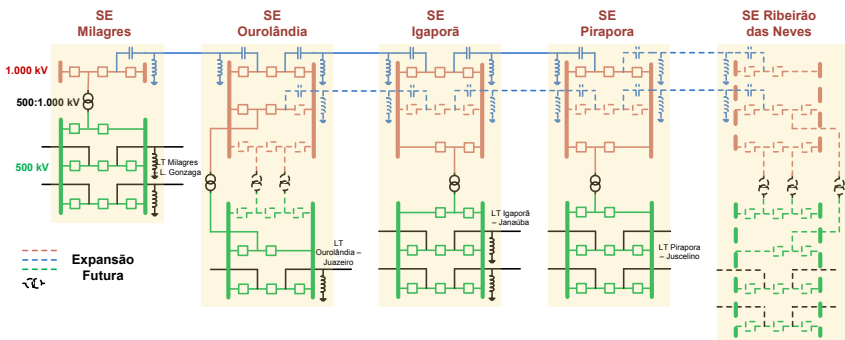 SE
Milagres
SE
Ourolândia
SE
Igaporã
SE
Pirapora
SE Ribeirão
das Neves
1.000 kV
500:1.000 kV
500 kV
LT Milagres
L. Gonzaga
LT
Ourolândia –
Juazeiro
LT Igaporã
– Janaúba
LT Pirapora
– Juscelino
Expansão
Futura